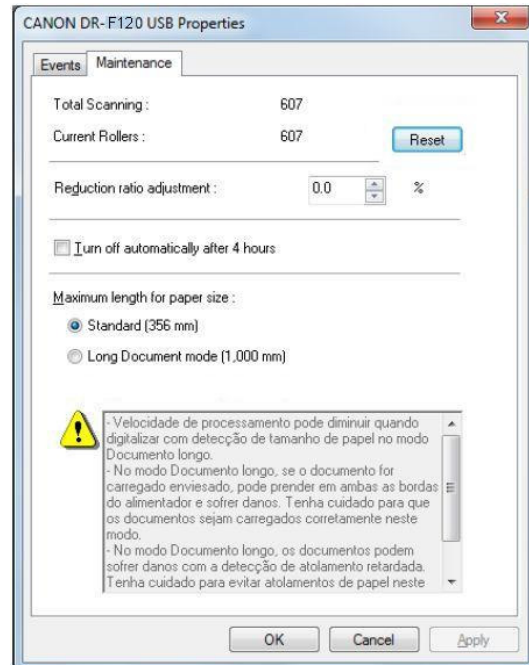 CANON DR-F120 USB Properties
Events Maintenance
Total Scanning : 607
Current Rollers : 607 Reset
Reduction ratio adjustment : 0.0 %
Turn off automatically after 4 hours
Maximum length for paper size :
Standard (356 mm)
Long Document mode (1,000 mm)
- Velocidade de processamento pode diminuir quando
digitalizar com detecção de tamanho de papel no modo
Documento longo.
- No modo Documento longo, se o documento for
carregado enviesado, pode prender em ambas as bordas
do alimentador e sofrer danos. Tenha cuidado para que
os documentos sejam carregados corretamente neste
modo.
- No modo Documento longo, os documentos podem
sofrer danos com a detecção de atolamento retardada.
Tenha cuidado para evitar atolamentos de papel neste
OK Cancel Apply